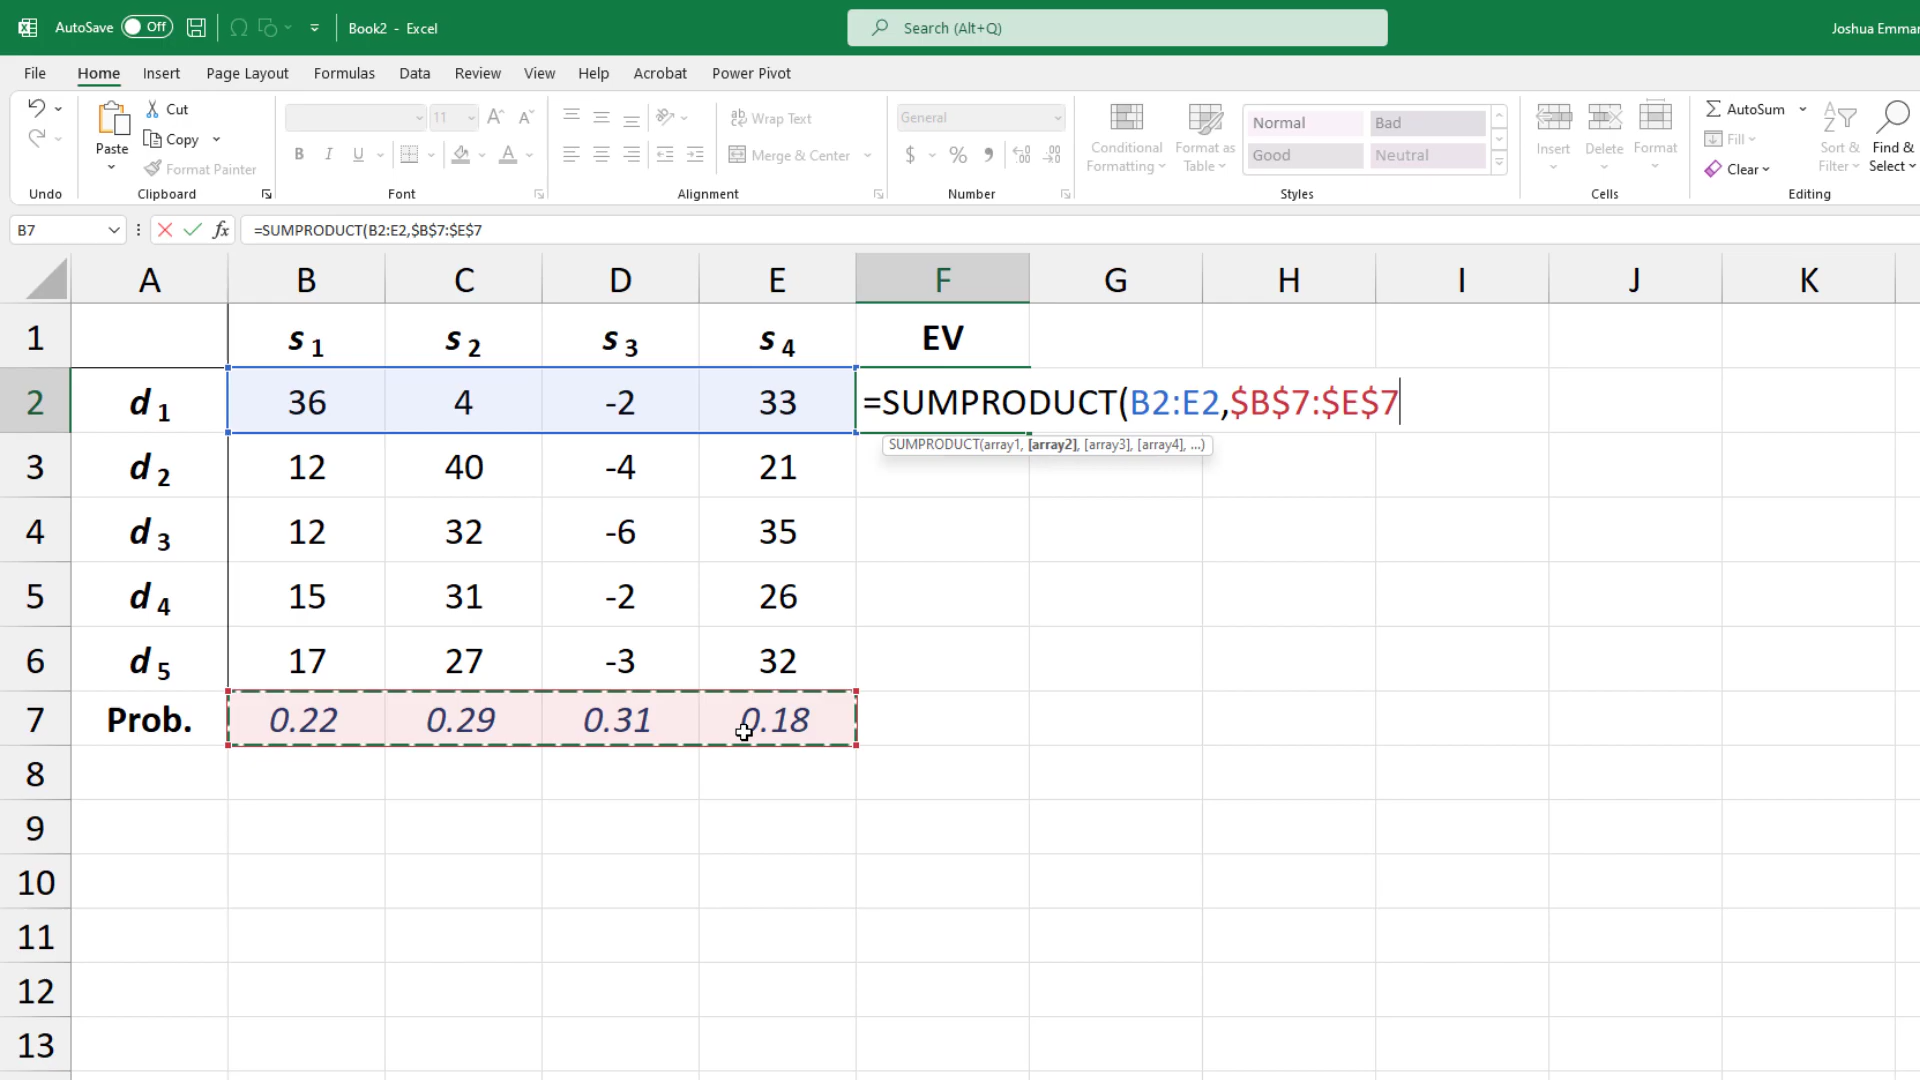 AutoSave Off Book2 - Excel Search (Alt+Q) Joshua Emmar
File Home Insert Page Layout Formulas Data Review View Help Acrobat Power Pivot
Cut
Copy
Format Painter
Paste
11
Wrap Text
Merge & Center
General
Conditional Formatting
Format as Table
Normal Bad
Good Neutral
Insert Delete Format
AutoSum
Fill
Clear
Sort & Filter
Find & Select
Undo Clipboard Font Alignment Number Styles Cells Editing
B7 fx =SUMPRODUCT(B2:E2,$B$7:$E$7
A B C D E F G H I J K
1 s 1 s 2 s 3 s 4 EV
2 d 1 36 4 -2 33 =SUMPRODUCT(B2:E2,$B$7:$E$7
SUMPRODUCT(array1, [array2], [array3], [array4], ...)
3 d 2 12 40 -4 21
4 d 3 12 32 -6 35
5 d 4 15 31 -2 26
6 d 5 17 27 -3 32
7 Prob. 0.22 0.29 0.31 0.18
8
9
10
11
12
13